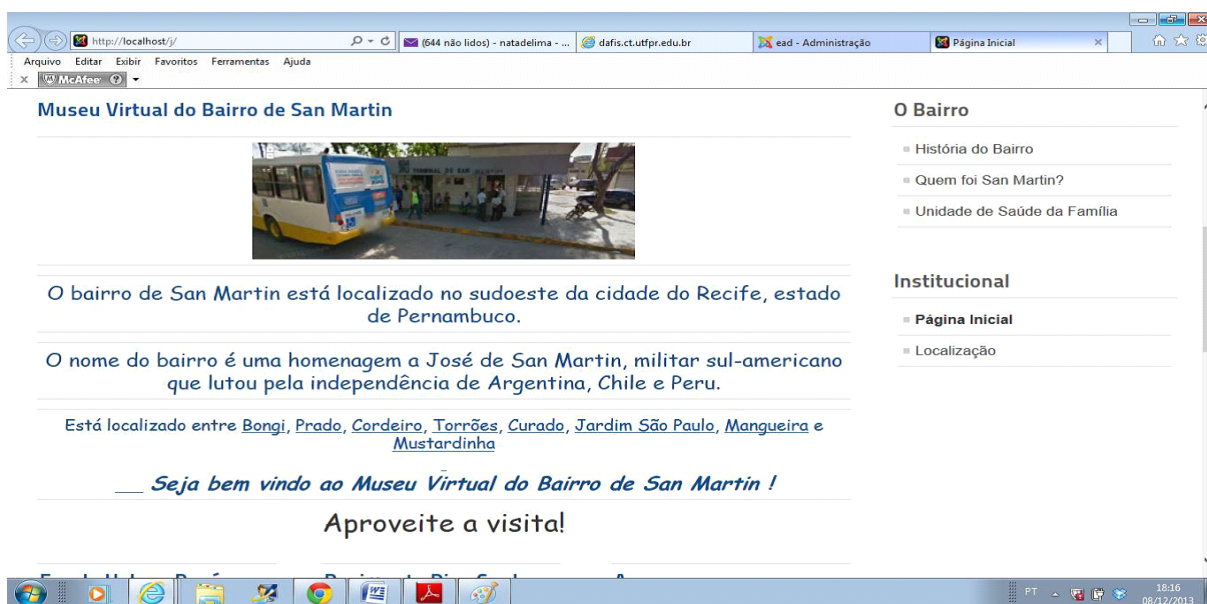 http://localhost/j/
(644 não lidos) - natadelima - ...
dafis.ct.utfpr.edu.br
ead - Administração
Página Inicial
Arquivo Editar Exibir Favoritos Ferramentas Ajuda
McAfee
Museu Virtual do Bairro de San Martin
TERMINAL DE SAN MARTIN
O bairro de San Martin está localizado no sudoeste da cidade do Recife, estado
de Pernambuco.
O nome do bairro é uma homenagem a José de San Martin, militar sul-americano
que lutou pela independência de Argentina, Chile e Peru.
Está localizado entre Bongi, Prado, Cordeiro, Torrões, Curado, Jardim São Paulo, Mangueira e
Mustardinha
Seja bem vindo ao Museu Virtual do Bairro de San Martin !
Aproveite a visita!
O Bairro
História do Bairro
Quem foi San Martin?
Unidade de Saúde da Família
Institucional
Página Inicial
Localização
PT
18:16
08/12/2013